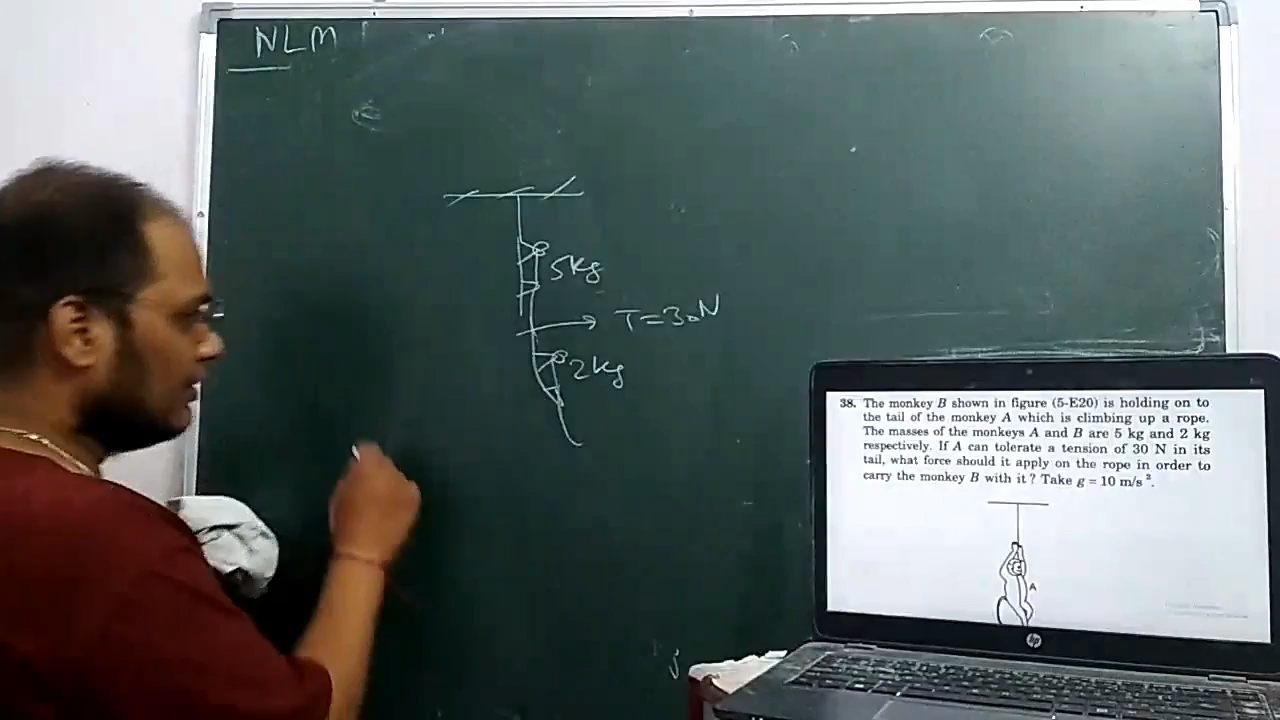 NLM
5kg
T=30N
2kg
38. The monkey B shown in figure (5-E20) is holding on to
the tail of the monkey A which is climbing up a rope.
The masses of the monkeys A and B are 5 kg and 2 kg
respectively. If A can tolerate a tension of 30 N in its
tail, what force should it apply on the rope in order to
carry the monkey B with it ? Take g = 10 m/s².
A
hp